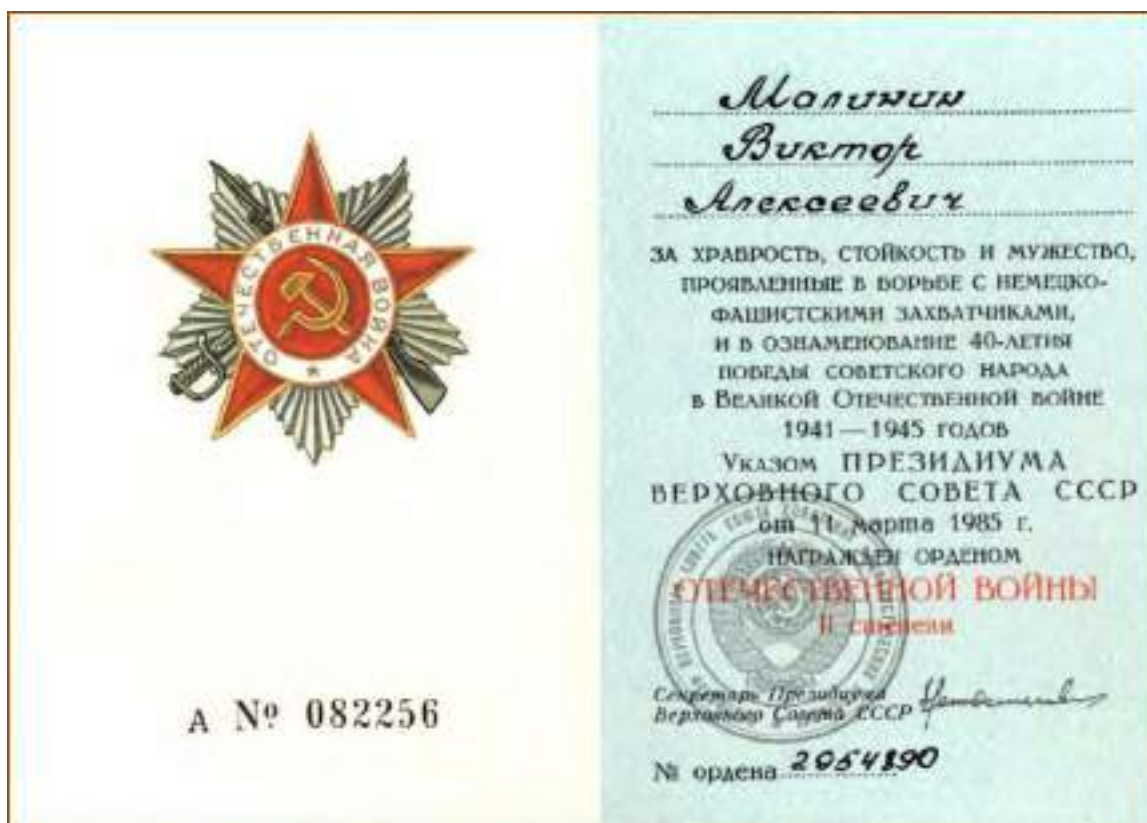 ОТЕЧЕСТВЕННАЯ ВОЙНА
А № 082256
Малинин
Виктор
Алексеевич
ЗА ХРАБРОСТЬ, СТОЙКОСТЬ И МУЖЕСТВО,
ПРОЯВЛЕННЫЕ В БОРЬБЕ С НЕМЕЦКО-
ФАШИСТСКИМИ ЗАХВАТЧИКАМИ,
И В ОЗНАМЕНОВАНИЕ 40-ЛЕТИЯ
ПОБЕДЫ СОВЕТСКОГО НАРОДА
В ВЕЛИКОЙ ОТЕЧЕСТВЕННОЙ ВОЙНЕ
1941—1945 ГОДОВ
УКАЗОМ ПРЕЗИДИУМА
ВЕРХОВНОГО СОВЕТА СССР
от 11 марта 1985 г.
НАГРАЖДЕН ОРДЕНОМ
ОТЕЧЕСТВЕННОЙ ВОЙНЫ
II степени
Секретарь Президиума
Верховного Совета СССР
№ ордена 2054890